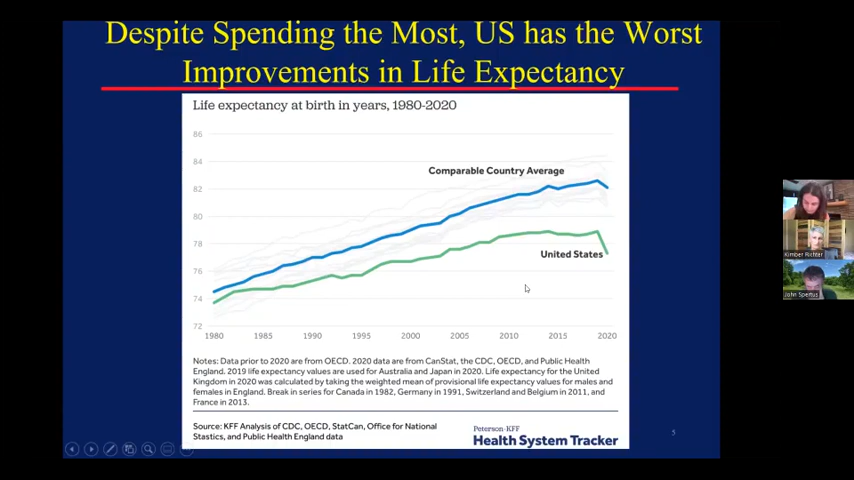 Despite Spending the Most, US has the Worst
Improvements in Life Expectancy
Life expectancy at birth in years, 1980-2020
86
84
Comparable Country Average
82
80
78
United States
76
74
72
1980 1985 1990 1995 2000 2005 2010 2015 2020
Notes: Data prior to 2020 are from OECD. 2020 data are from CanStat, the CDC, OECD, and Public Health
England. 2019 life expectancy values are used for Australia and Japan in 2020. Life expectancy for the United
Kingdom in 2020 was calculated by taking the weighted mean of provisional life expectancy values for males and
females in England. Break in series for Canada in 1982, Germany in 1991, Switzerland and Belgium in 2011, and
France in 2013.
Source: KFF Analysis of CDC, OECD, StatCan, Office for National
Stastics, and Public Health England data
Peterson-KFF
Health System Tracker
5
Kimber Richter
John Spertus